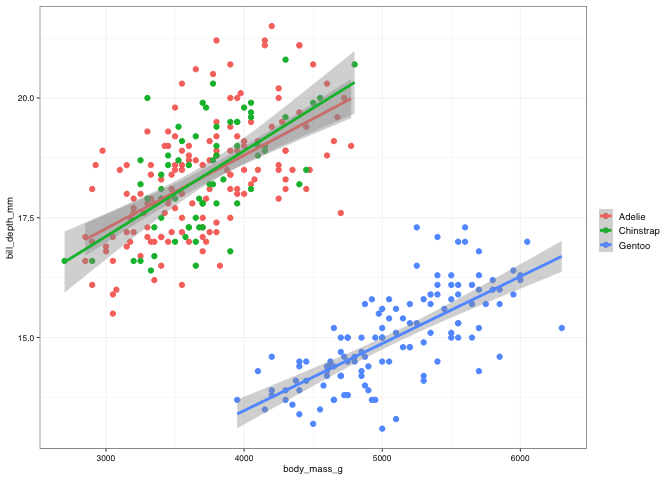 20.0
17.5
15.0
bill_depth_mm
3000 4000 5000 6000
body_mass_g
Adelie
Chinstrap
Gentoo